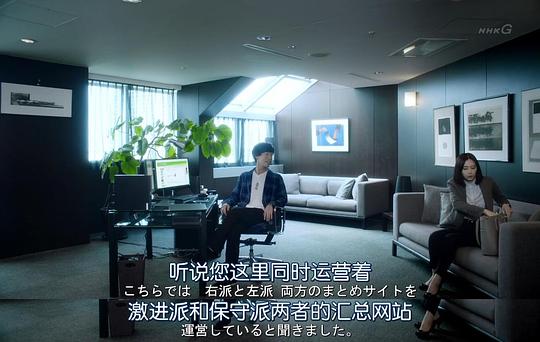 NHKG
听说您这里同时运营着
こちらでは 右派と左派 両方のまとめサイトを
激进派和保守派两者的汇总网站
運営していると聞きました。